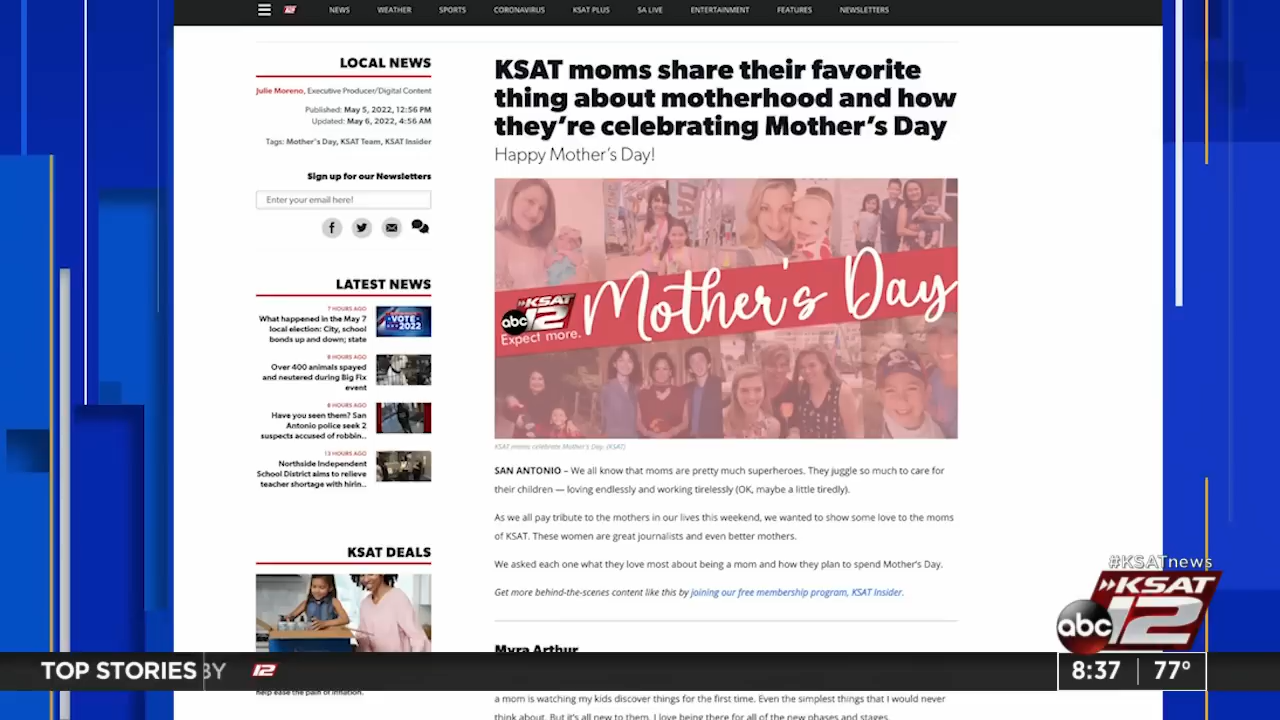 NEWS WEATHER SPORTS CORONAVIRUS KSAT PLUS SA LIVE ENTERTAINMENT FEATURES NEWSLETTERS
LOCAL NEWS
Julie Moreno, Executive Producer/Digital Content
Published: May 5, 2022, 12:56 PM
Updated: May 6, 2022, 4:56 AM
Tags: Mother's Day, KSAT Team, KSAT Insider
Sign up for our Newsletters
Enter your email here!
LATEST NEWS
7 HOURS AGO
What happened in the May 7
local election: City, school
bonds up and down; state
VOTE
2022
8 HOURS AGO
Over 400 animals spayed
and neutered during Big Fix
event
8 HOURS AGO
Have you seen them? San
Antonio police seek 2
suspects accused of robbin...
13 HOURS AGO
Northside Independent
School District aims to relieve
teacher shortage with hirin...
KSAT DEALS
help ease the pain of inflation.
KSAT moms share their favorite
thing about motherhood and how
they're celebrating Mother's Day
Happy Mother's Day!
KSAT
abc 12
Expect more.
Mother's Day
KSAT moms celebrate Mother's Day. (KSAT)
SAN ANTONIO – We all know that moms are pretty much superheroes. They juggle so much to care for
their children — loving endlessly and working tirelessly (OK, maybe a little tiredly).
As we all pay tribute to the mothers in our lives this weekend, we wanted to show some love to the moms
of KSAT. These women are great journalists and even better mothers.
We asked each one what they love most about being a mom and how they plan to spend Mother's Day.
Get more behind-the-scenes content like this by joining our free membership program, KSAT Insider.
Myra Arthur
a mom is watching my kids discover things for the first time. Even the simplest things that I would never
think about. But it's all new to them. I love being there for all of the new phases and stages.
#KSATnews
KSAT
abc 12
TOP STORIES BY 12
8:37 77°